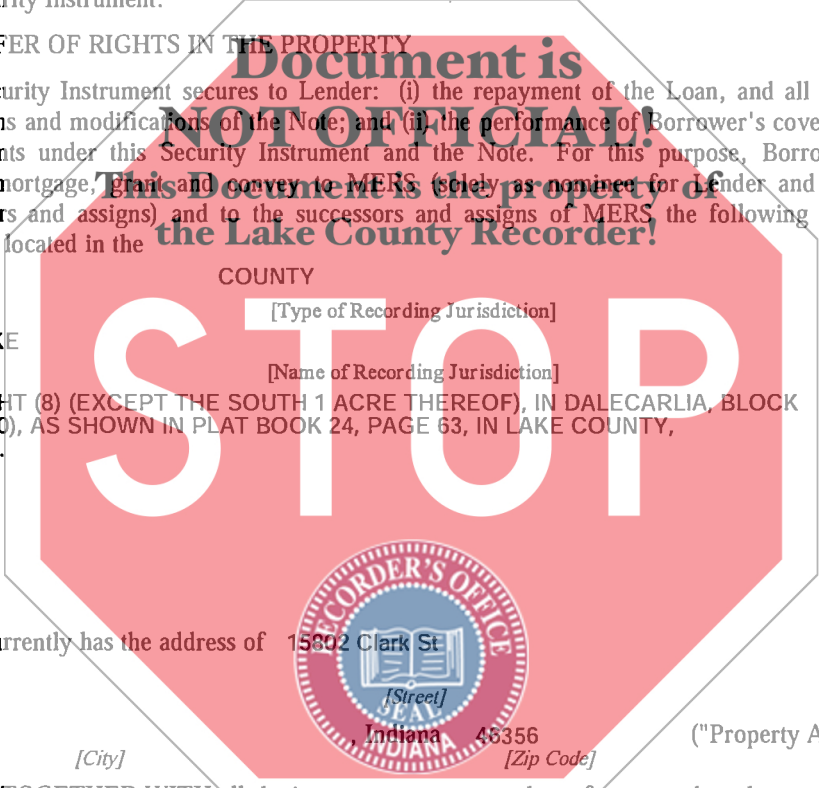 rity Instrument.
FER OF RIGHTS IN THE PROPERTY
Document is
urity Instrument secures to Lender: (i) the repayment of the Loan, and all
NOT OFFICIAL!
s and modifications of the Note; and (ii) the performance of Borrower's cove
nts under this Security Instrument and the Note. For this purpose, Borro
This Document is the property of
mortgage, grant and convey to MERS (solely as nominee for Lender and
rs and assigns) and to the successors and assigns of MERS, the following
the Lake County Recorder!
located in the
COUNTY
[Type of Recording Jurisdiction]
STOP
KE
[Name of Recording Jurisdiction]
HT (8) (EXCEPT THE SOUTH 1 ACRE THEREOF), IN DALECARLIA, BLOCK
0), AS SHOWN IN PLAT BOOK 24, PAGE 63, IN LAKE COUNTY,
.
RECORDER'S OFFICE
urrently has the address of 15802 Clark St
[Street]
SEAL
, Indiana 46356 ("Property A
INDIANA
[City] [Zip Code]
TOGETHER WITH